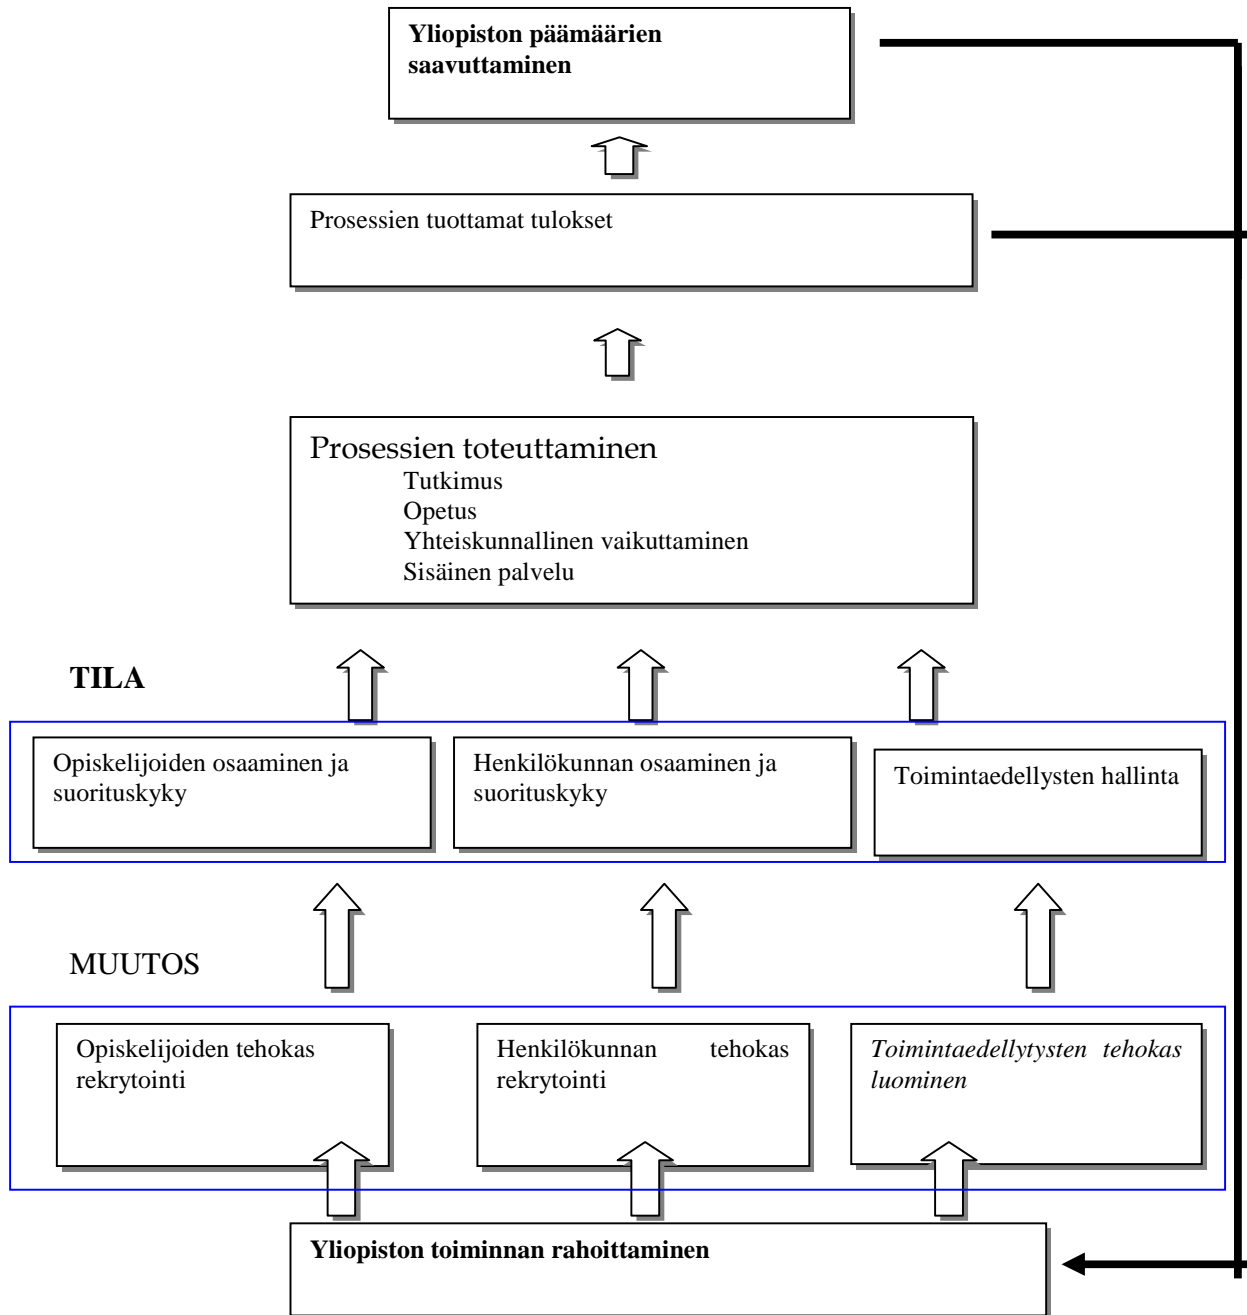 Yliopiston päämäärien
saavuttaminen
Prosessien tuottamat tulokset
Prosessien toteuttaminen
Tutkimus
Opetus
Yhteiskunnallinen vaikuttaminen
Sisäinen palvelu
TILA
Opiskelijoiden osaaminen ja
suorituskyky
Henkilökunnan osaaminen ja
suorituskyky
Toimintaedellysten hallinta
MUUTOS
Opiskelijoiden tehokas
rekrytointi
Henkilökunnan tehokas
rekrytointi
Toimintaedellytysten tehokas
luominen
Yliopiston toiminnan rahoittaminen